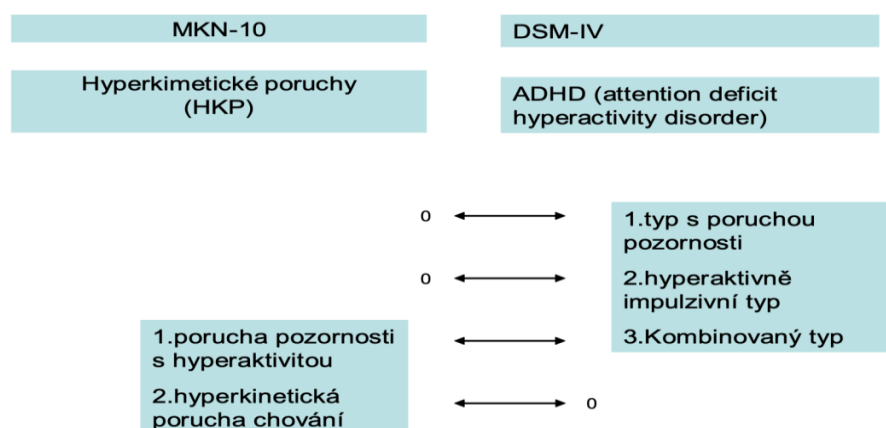 MKN-10
DSM-IV
Hyperkimetické poruchy
(HKP)
ADHD (attention deficit
hyperactivity disorder)
0
1.typ s poruchou
pozornosti
0
2.hyperaktivně
impulzivní typ
1.porucha pozornosti
s hyperaktivitou
3.Kombinovaný typ
2.hyperkinetická
porucha chování
0